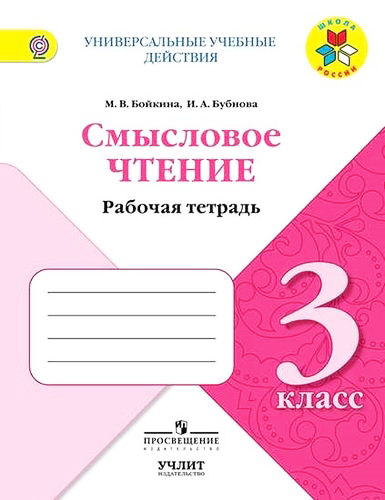 УНИВЕРСАЛЬНЫЕ УЧЕБНЫЕ
ДЕЙСТВИЯ
ШКОЛА
РОССИИ
М. В. Бойкина, И. А. Бубнова
Смысловое
ЧТЕНИЕ
Рабочая тетрадь
3
класс
ПРОСВЕЩЕНИЕ
ИЗДАТЕЛЬСТВО
УЧЛИТ
ИЗДАТЕЛЬСТВО